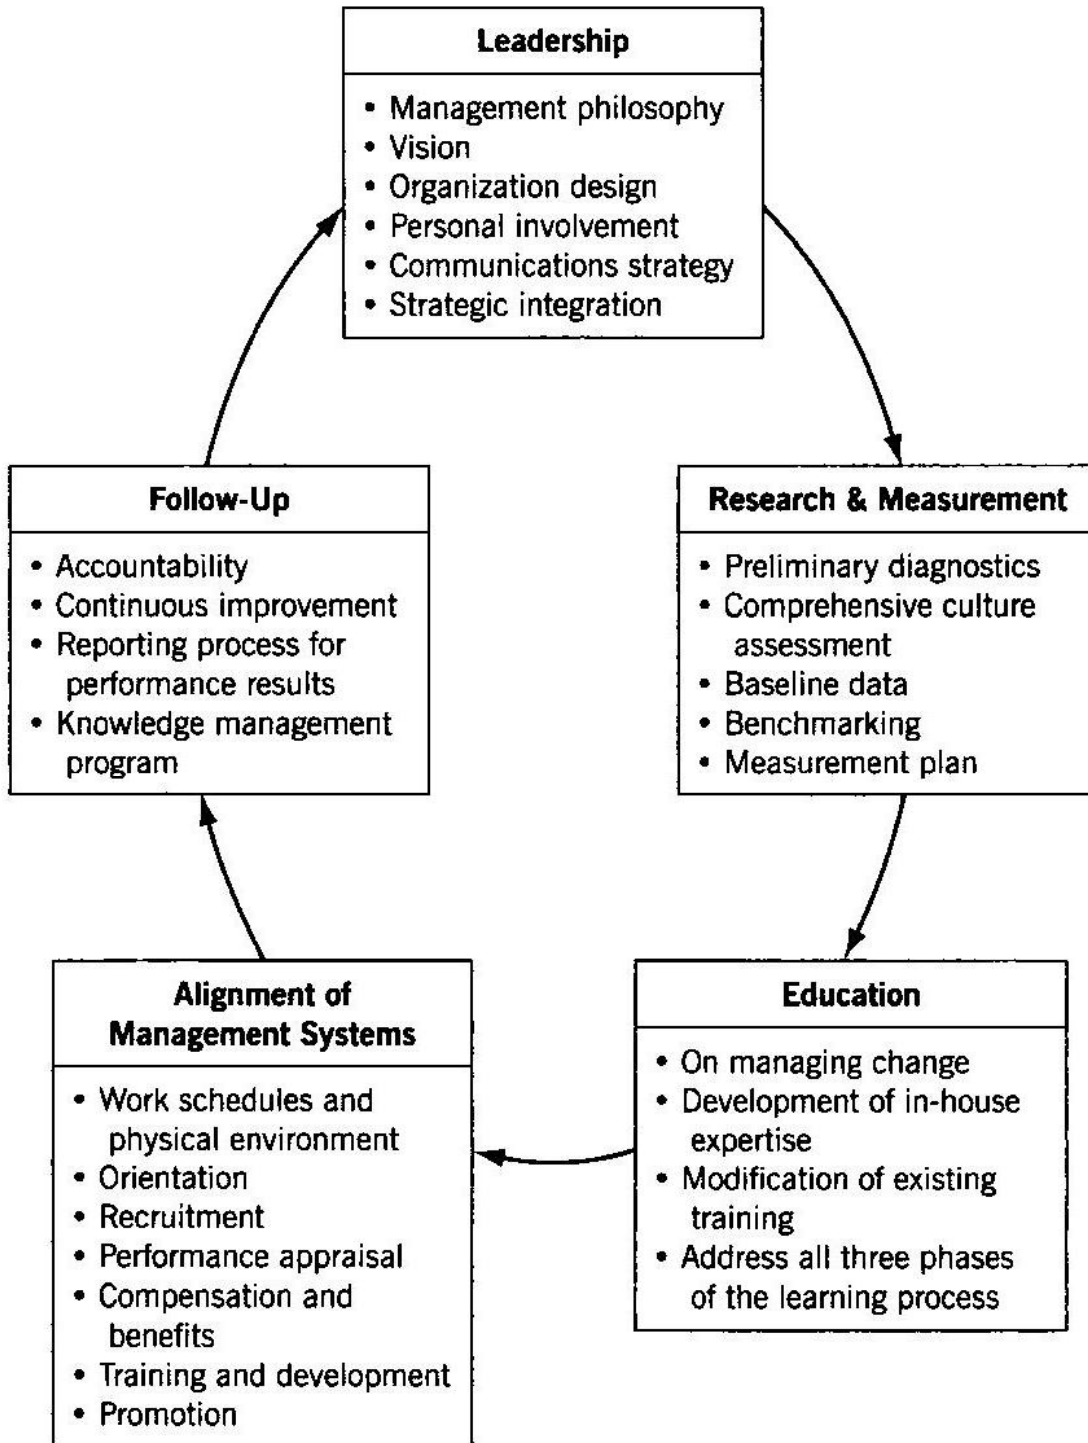 Leadership
• Management philosophy
• Vision
• Organization design
• Personal involvement
• Communications strategy
• Strategic integration
Follow-Up
• Accountability
• Continuous improvement
• Reporting process for
performance results
• Knowledge management
program
Research & Measurement
• Preliminary diagnostics
• Comprehensive culture
assessment
• Baseline data
• Benchmarking
• Measurement plan
Alignment of
Management Systems
• Work schedules and
physical environment
• Orientation
• Recruitment
• Performance appraisal
• Compensation and
benefits
• Training and development
• Promotion
Education
• On managing change
• Development of in-house
expertise
• Modification of existing
training
• Address all three phases
of the learning process